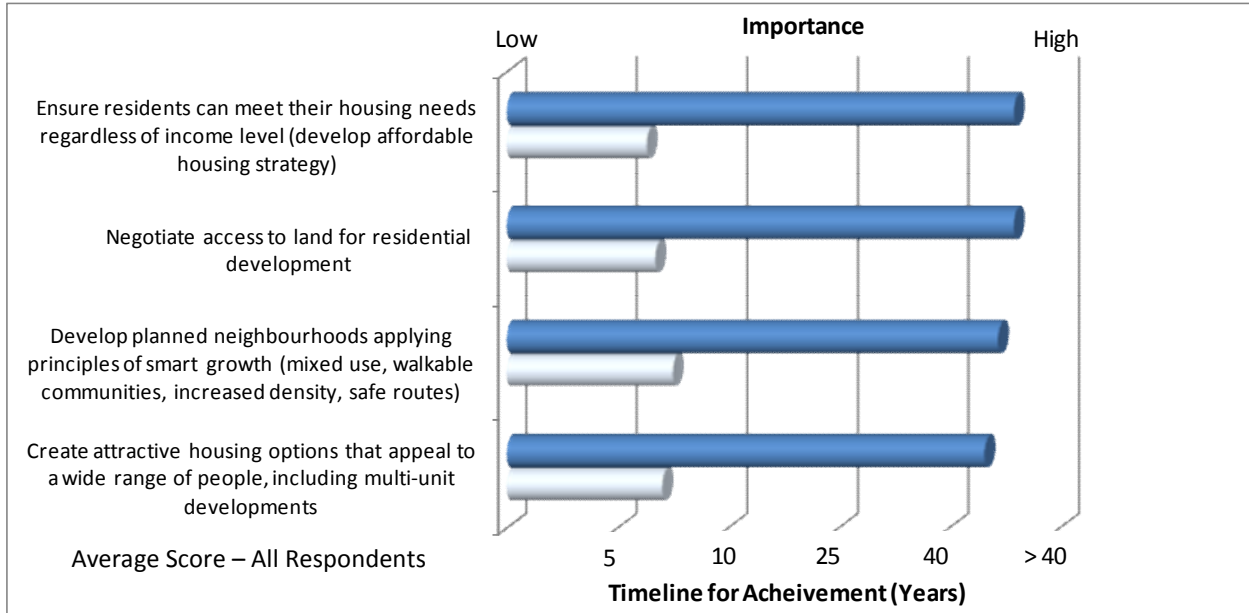 Importance
Low
High
Ensure residents can meet their housing needs
regardless of income level (develop affordable
housing strategy)
Negotiate access to land for residential
development
Develop planned neighbourhoods applying
principles of smart growth (mixed use, walkable
communities, increased density, safe routes)
Create attractive housing options that appeal to
a wide range of people, including multi-unit
developments
Average Score – All Respondents
5 10 25 40 > 40
Timeline for Acheivement (Years)